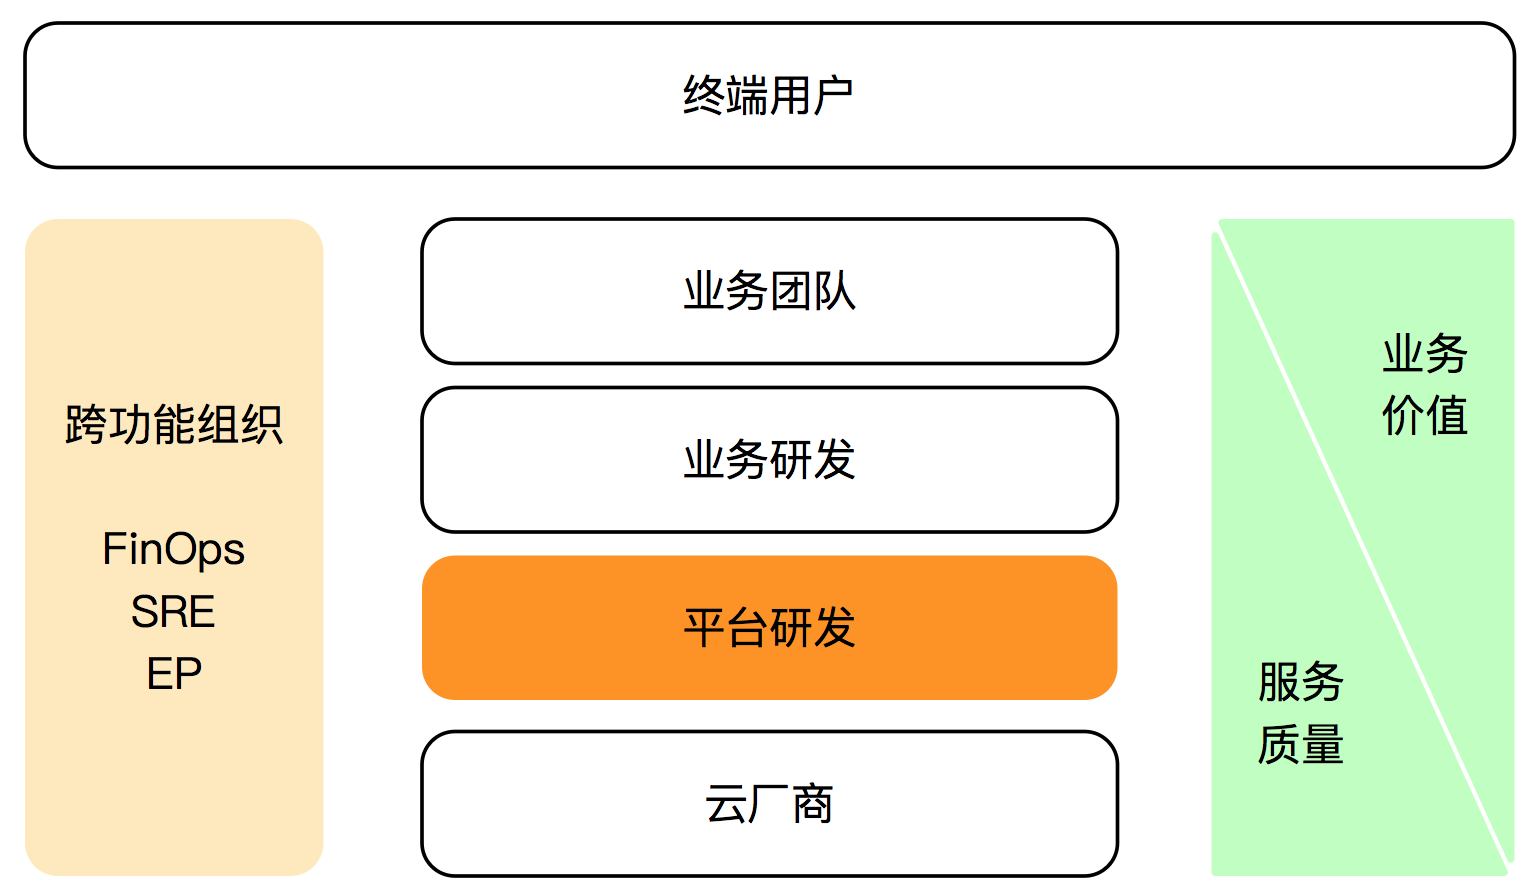 终端用户
跨功能组织
FinOps
SRE
EP
业务团队
业务研发
平台研发
云厂商
业务
价值
服务
质量